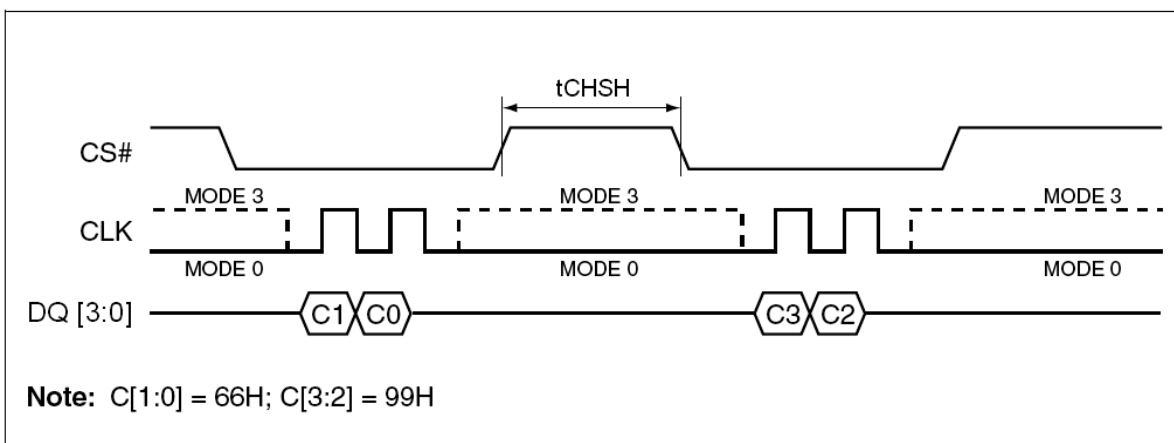 tCHSH
CS#
MODE 3 MODE 3 MODE 3
CLK
MODE 0 MODE 0 MODE 0
DQ [3:0] C1 C0 C3 C2
Note: C[1:0] = 66H; C[3:2] = 99H